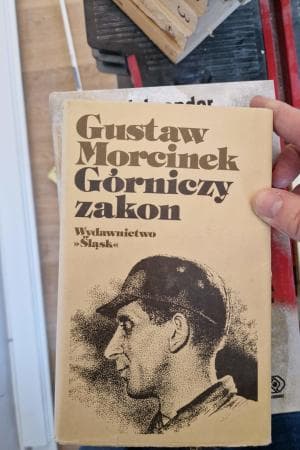 Gustaw
Morcinek
Górniczy
zakon
Wydawnictwo
»Śląsk«